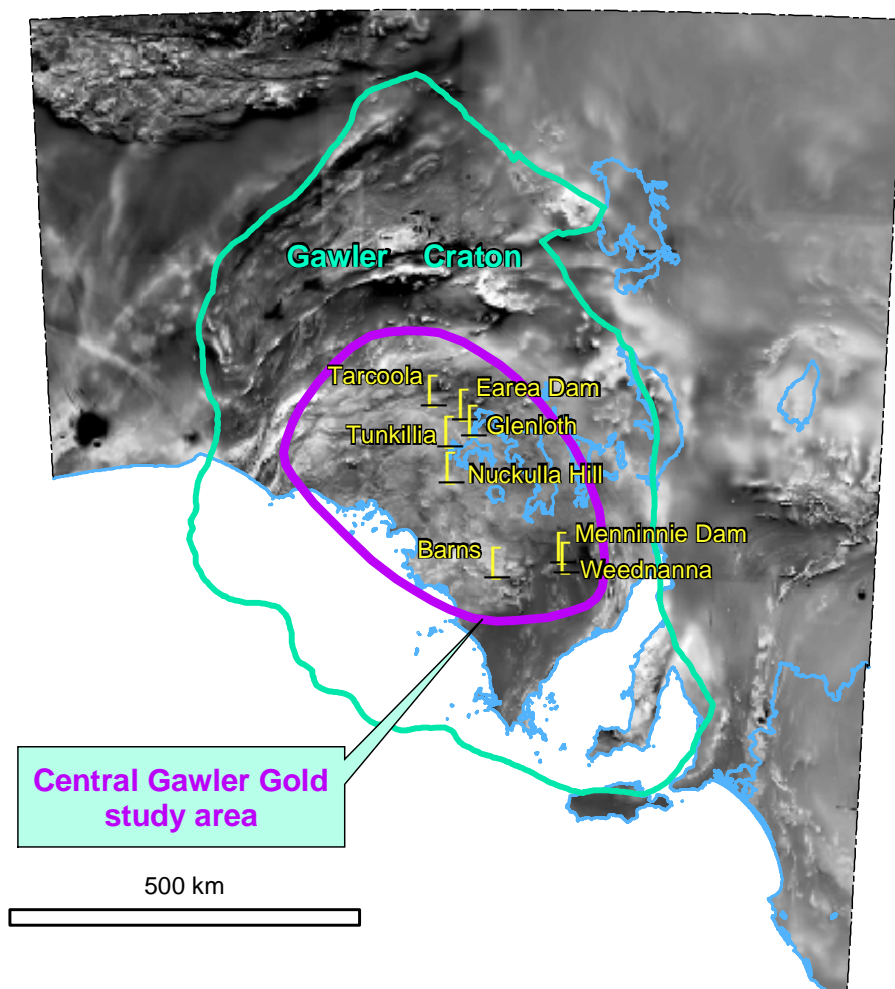 Gawler Craton
Tarcoola
Earea Dam
Glenloth
Tunkillia
Nuckulla Hill
Menninnie Dam
Barns
Weednanna
Central Gawler Gold
study area
500 km